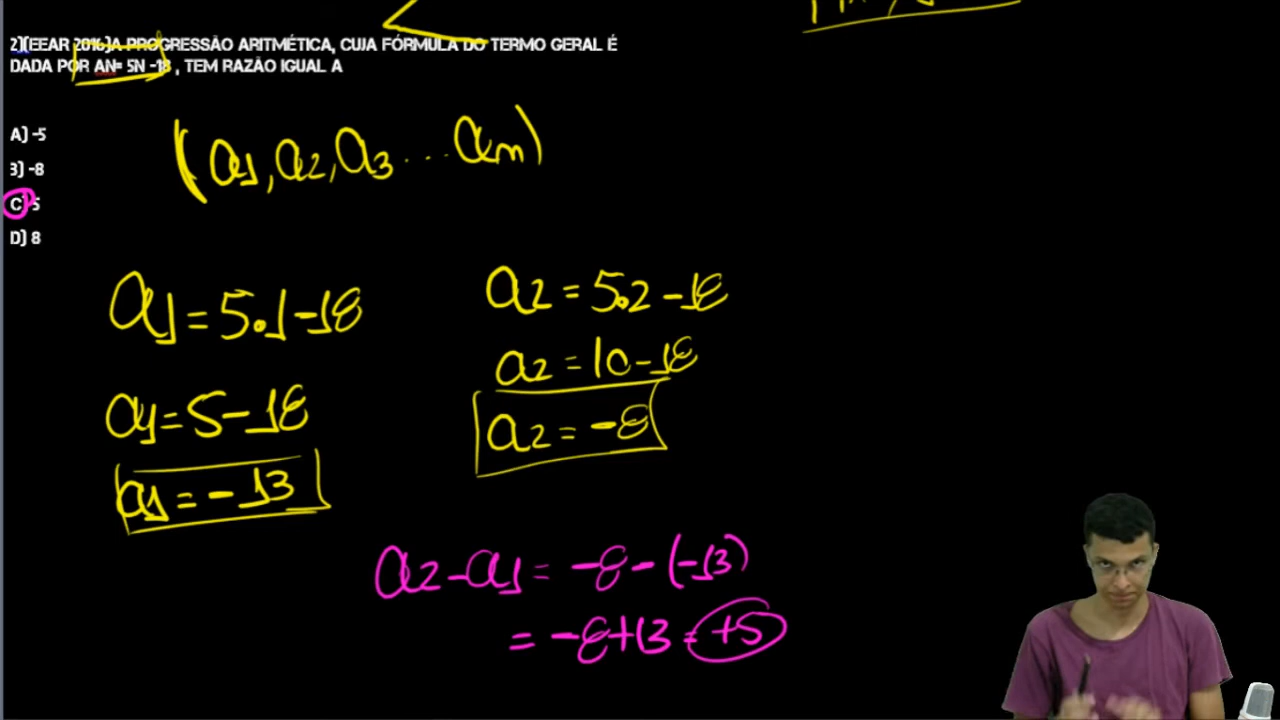 2)(EEAR 2016)A PROGRESSÃO ARITMÉTICA, CUJA FÓRMULA DO TERMO GERAL É
DADA POR AN= 5N -18 , TEM RAZÃO IGUAL A
(a1, a2, a3 ... an)
A) -5
B) -8
C) 5
D) 8
a1 = 5.1-18
a2 = 5.2-18
a2 = 10-18
a1 = 5-18
a2 = -8
a1 = -13
a2-a1 = -8-(-13)
= -8+13 = +5